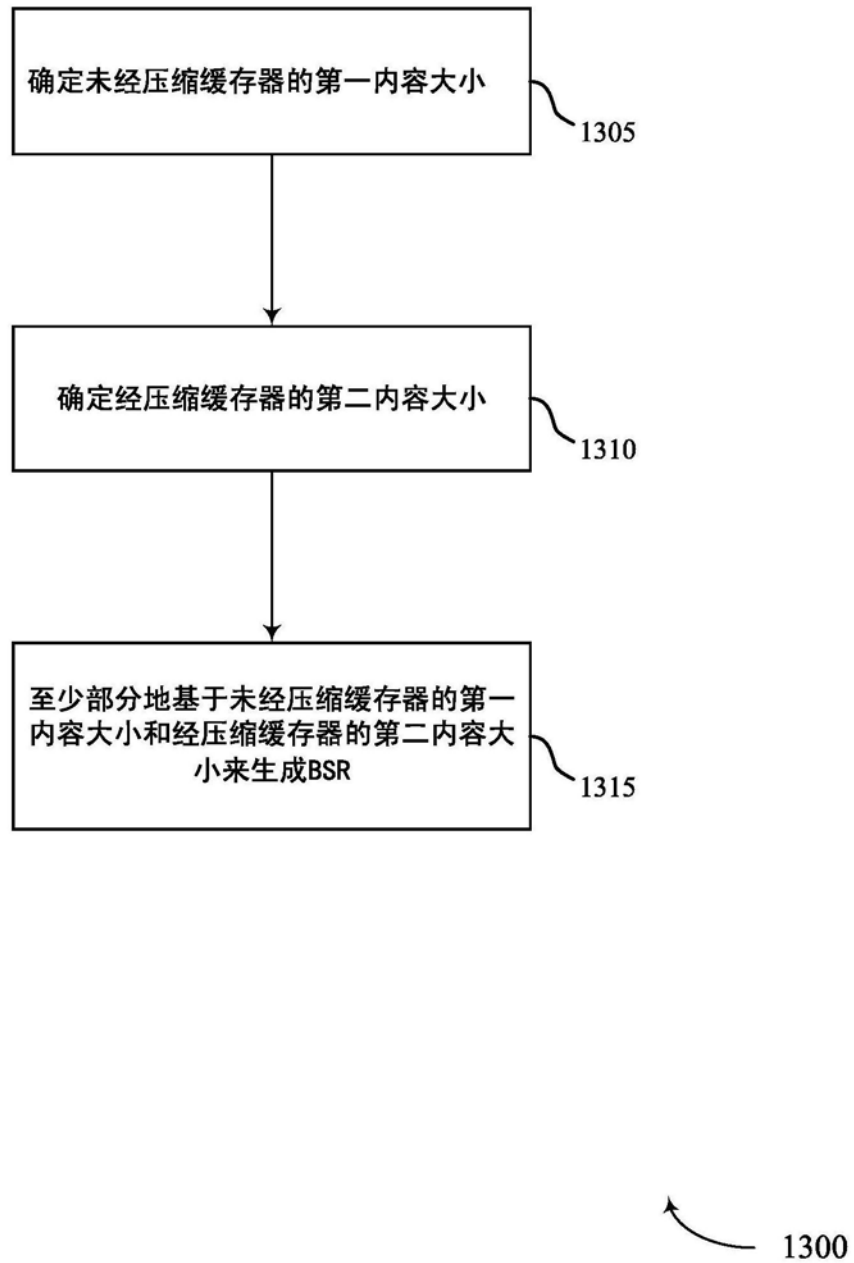 确定未经压缩缓存器的第一内容大小
1305
确定经压缩缓存器的第二内容大小
1310
至少部分地基于未经压缩缓存器的第一
内容大小和经压缩缓存器的第二内容大
小来生成BSR
1315
1300